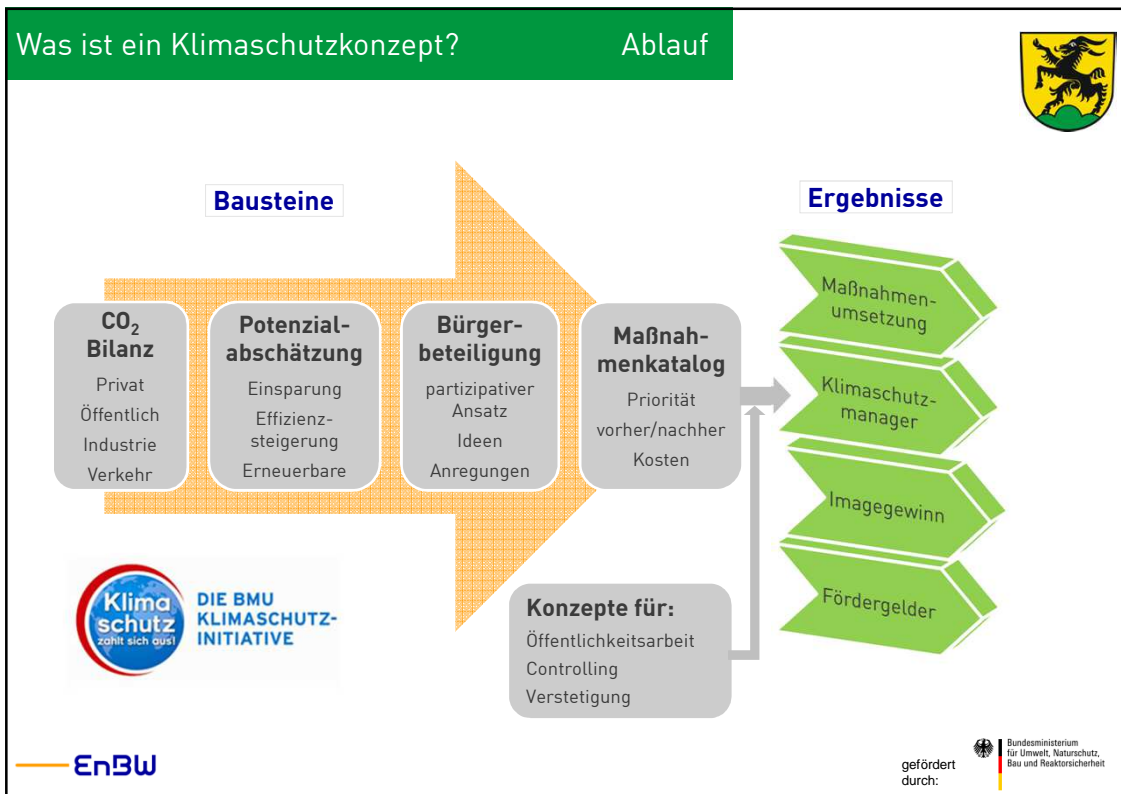 Was ist ein Klimaschutzkonzept? Ablauf
Bausteine
Ergebnisse
CO₂
Bilanz
Privat
Öffentlich
Industrie
Verkehr
Potenzial-
abschätzung
Einsparung
Effizienz-
steigerung
Erneuerbare
Bürger-
beteiligung
partizipativer
Ansatz
Ideen
Anregungen
Maßnah-
menkatalog
Priorität
vorher/nachher
Kosten
Maßnahmen-
umsetzung
Klimaschutz-
manager
Imagegewinn
Fördergelder
Konzepte für:
Öffentlichkeitsarbeit
Controlling
Verstetigung
Klima
schutz
zahlt sich aus!
DIE BMU
KLIMASCHUTZ-
INITIATIVE
EnBW
gefördert
durch:
Bundesministerium
für Umwelt, Naturschutz,
Bau und Reaktorsicherheit